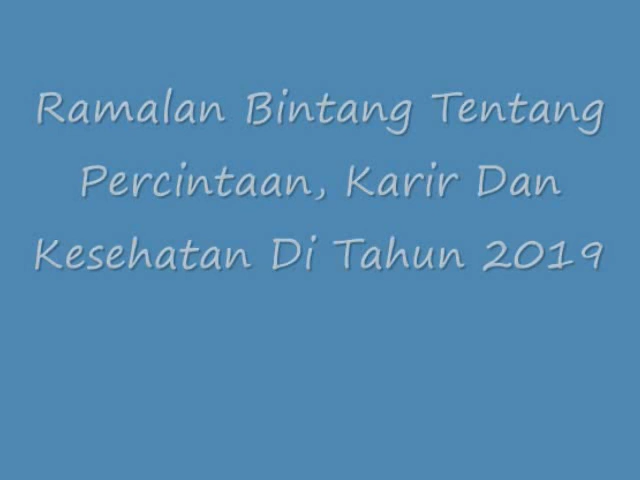 Ramalan Bintang Tentang
Percintaan, Karir Dan
Kesehatan Di Tahun 2019